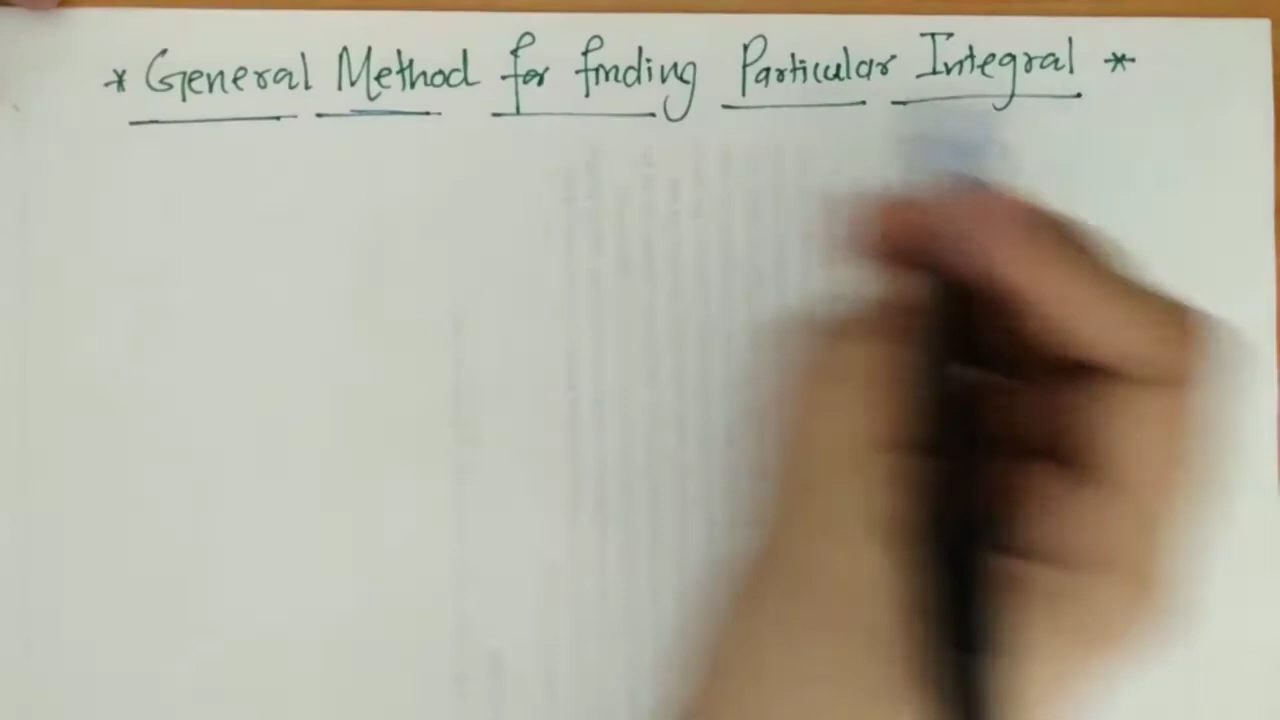 * General Method for finding Particular Integral *